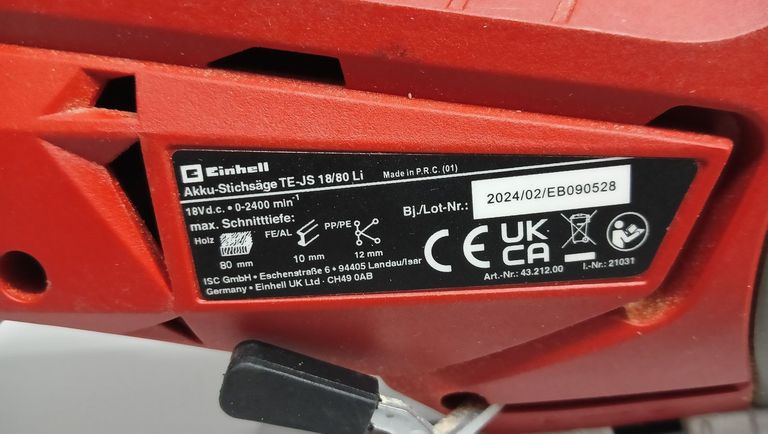 Einhell
Akku-Stichsäge TE-JS 18/80 Li Made in P.R.C. (01)
18Vd.c. • 0-2400 min⁻¹
max. Schnitttiefe:
Holz FE/AL PP/PE
80 mm 10 mm 12 mm
Bj./Lot-Nr.: 2024/02/EB090528
CE UK CA
ISC GmbH • Eschenstraße 6 • 94405 Landau/Isar
Germany • Einhell UK Ltd · CH49 0AB
Art.-Nr.: 43.212.00 I.-Nr.: 21031